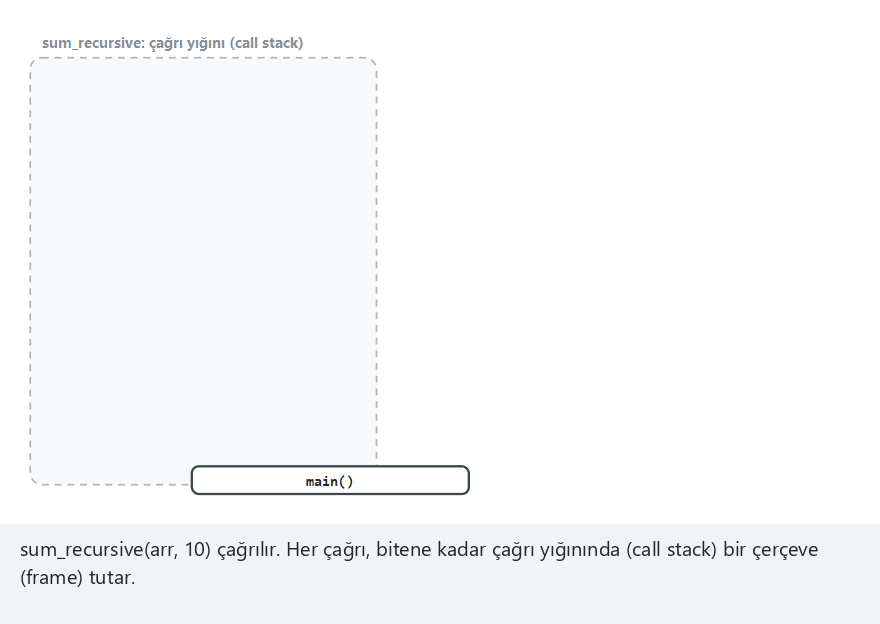 sum_recursive: çağrı yığını (call stack)
main()
sum_recursive(arr, 10) çağrılır. Her çağrı, bitene kadar çağrı yığınında (call stack) bir çerçeve
(frame) tutar.